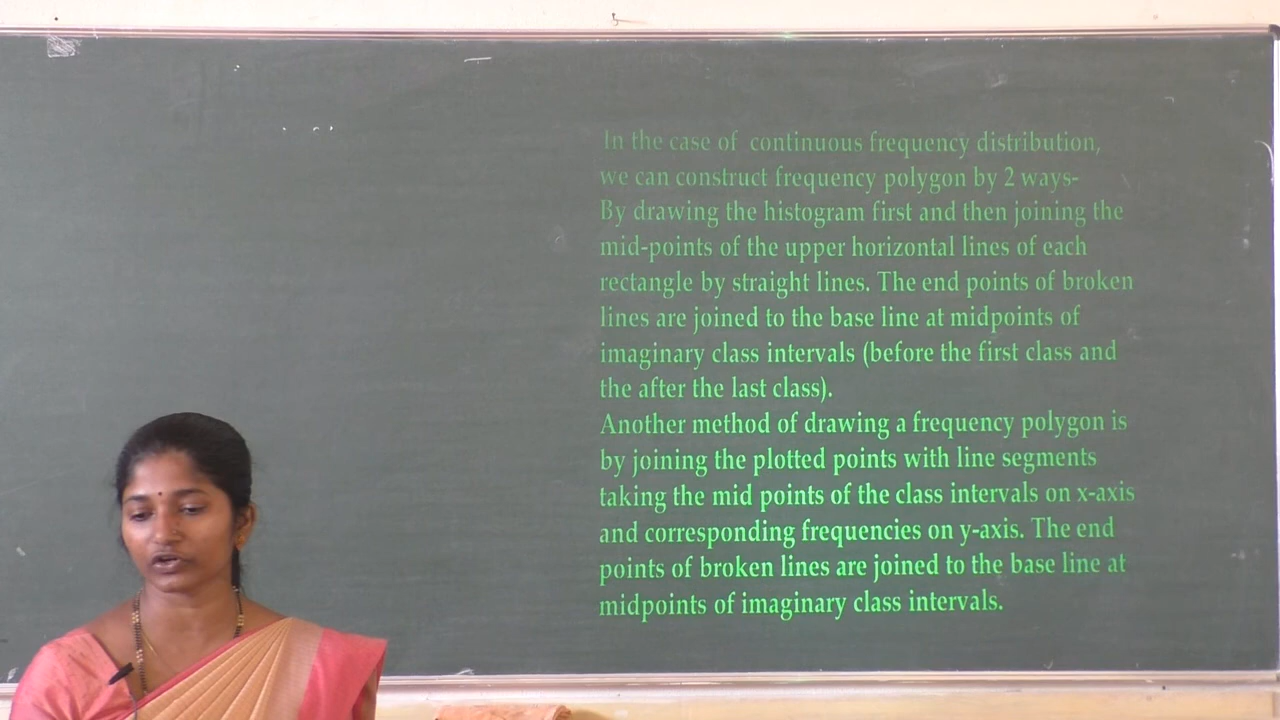 In the case of continuous frequency distribution,
we can construct frequency polygon by 2 ways-
By drawing the histogram first and then joining the
mid-points of the upper horizontal lines of each
rectangle by straight lines. The end points of broken
lines are joined to the base line at midpoints of
imaginary class intervals (before the first class and
the after the last class).
Another method of drawing a frequency polygon is
by joining the plotted points with line segments
taking the mid points of the class intervals on x-axis
and corresponding frequencies on y-axis. The end
points of broken lines are joined to the base line at
midpoints of imaginary class intervals.